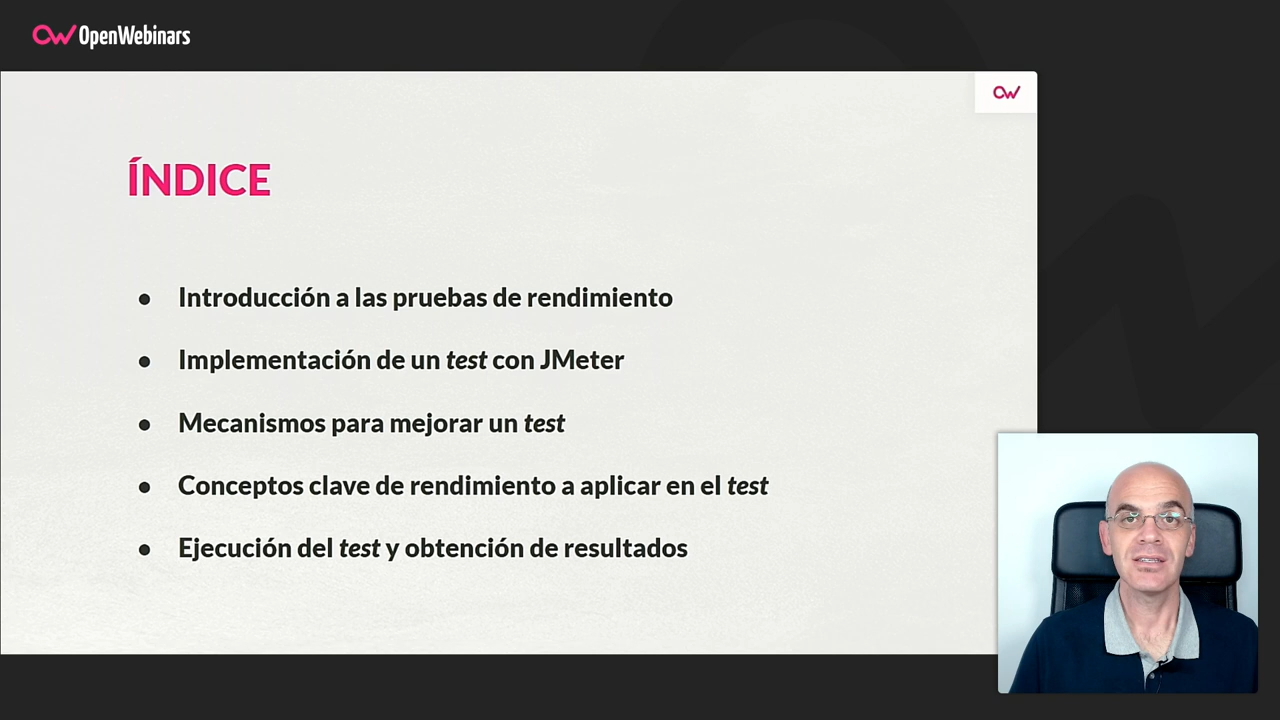 OpenWebinars
ÍNDICE
● Introducción a las pruebas de rendimiento
● Implementación de un test con JMeter
● Mecanismos para mejorar un test
● Conceptos clave de rendimiento a aplicar en el test
● Ejecución del test y obtención de resultados